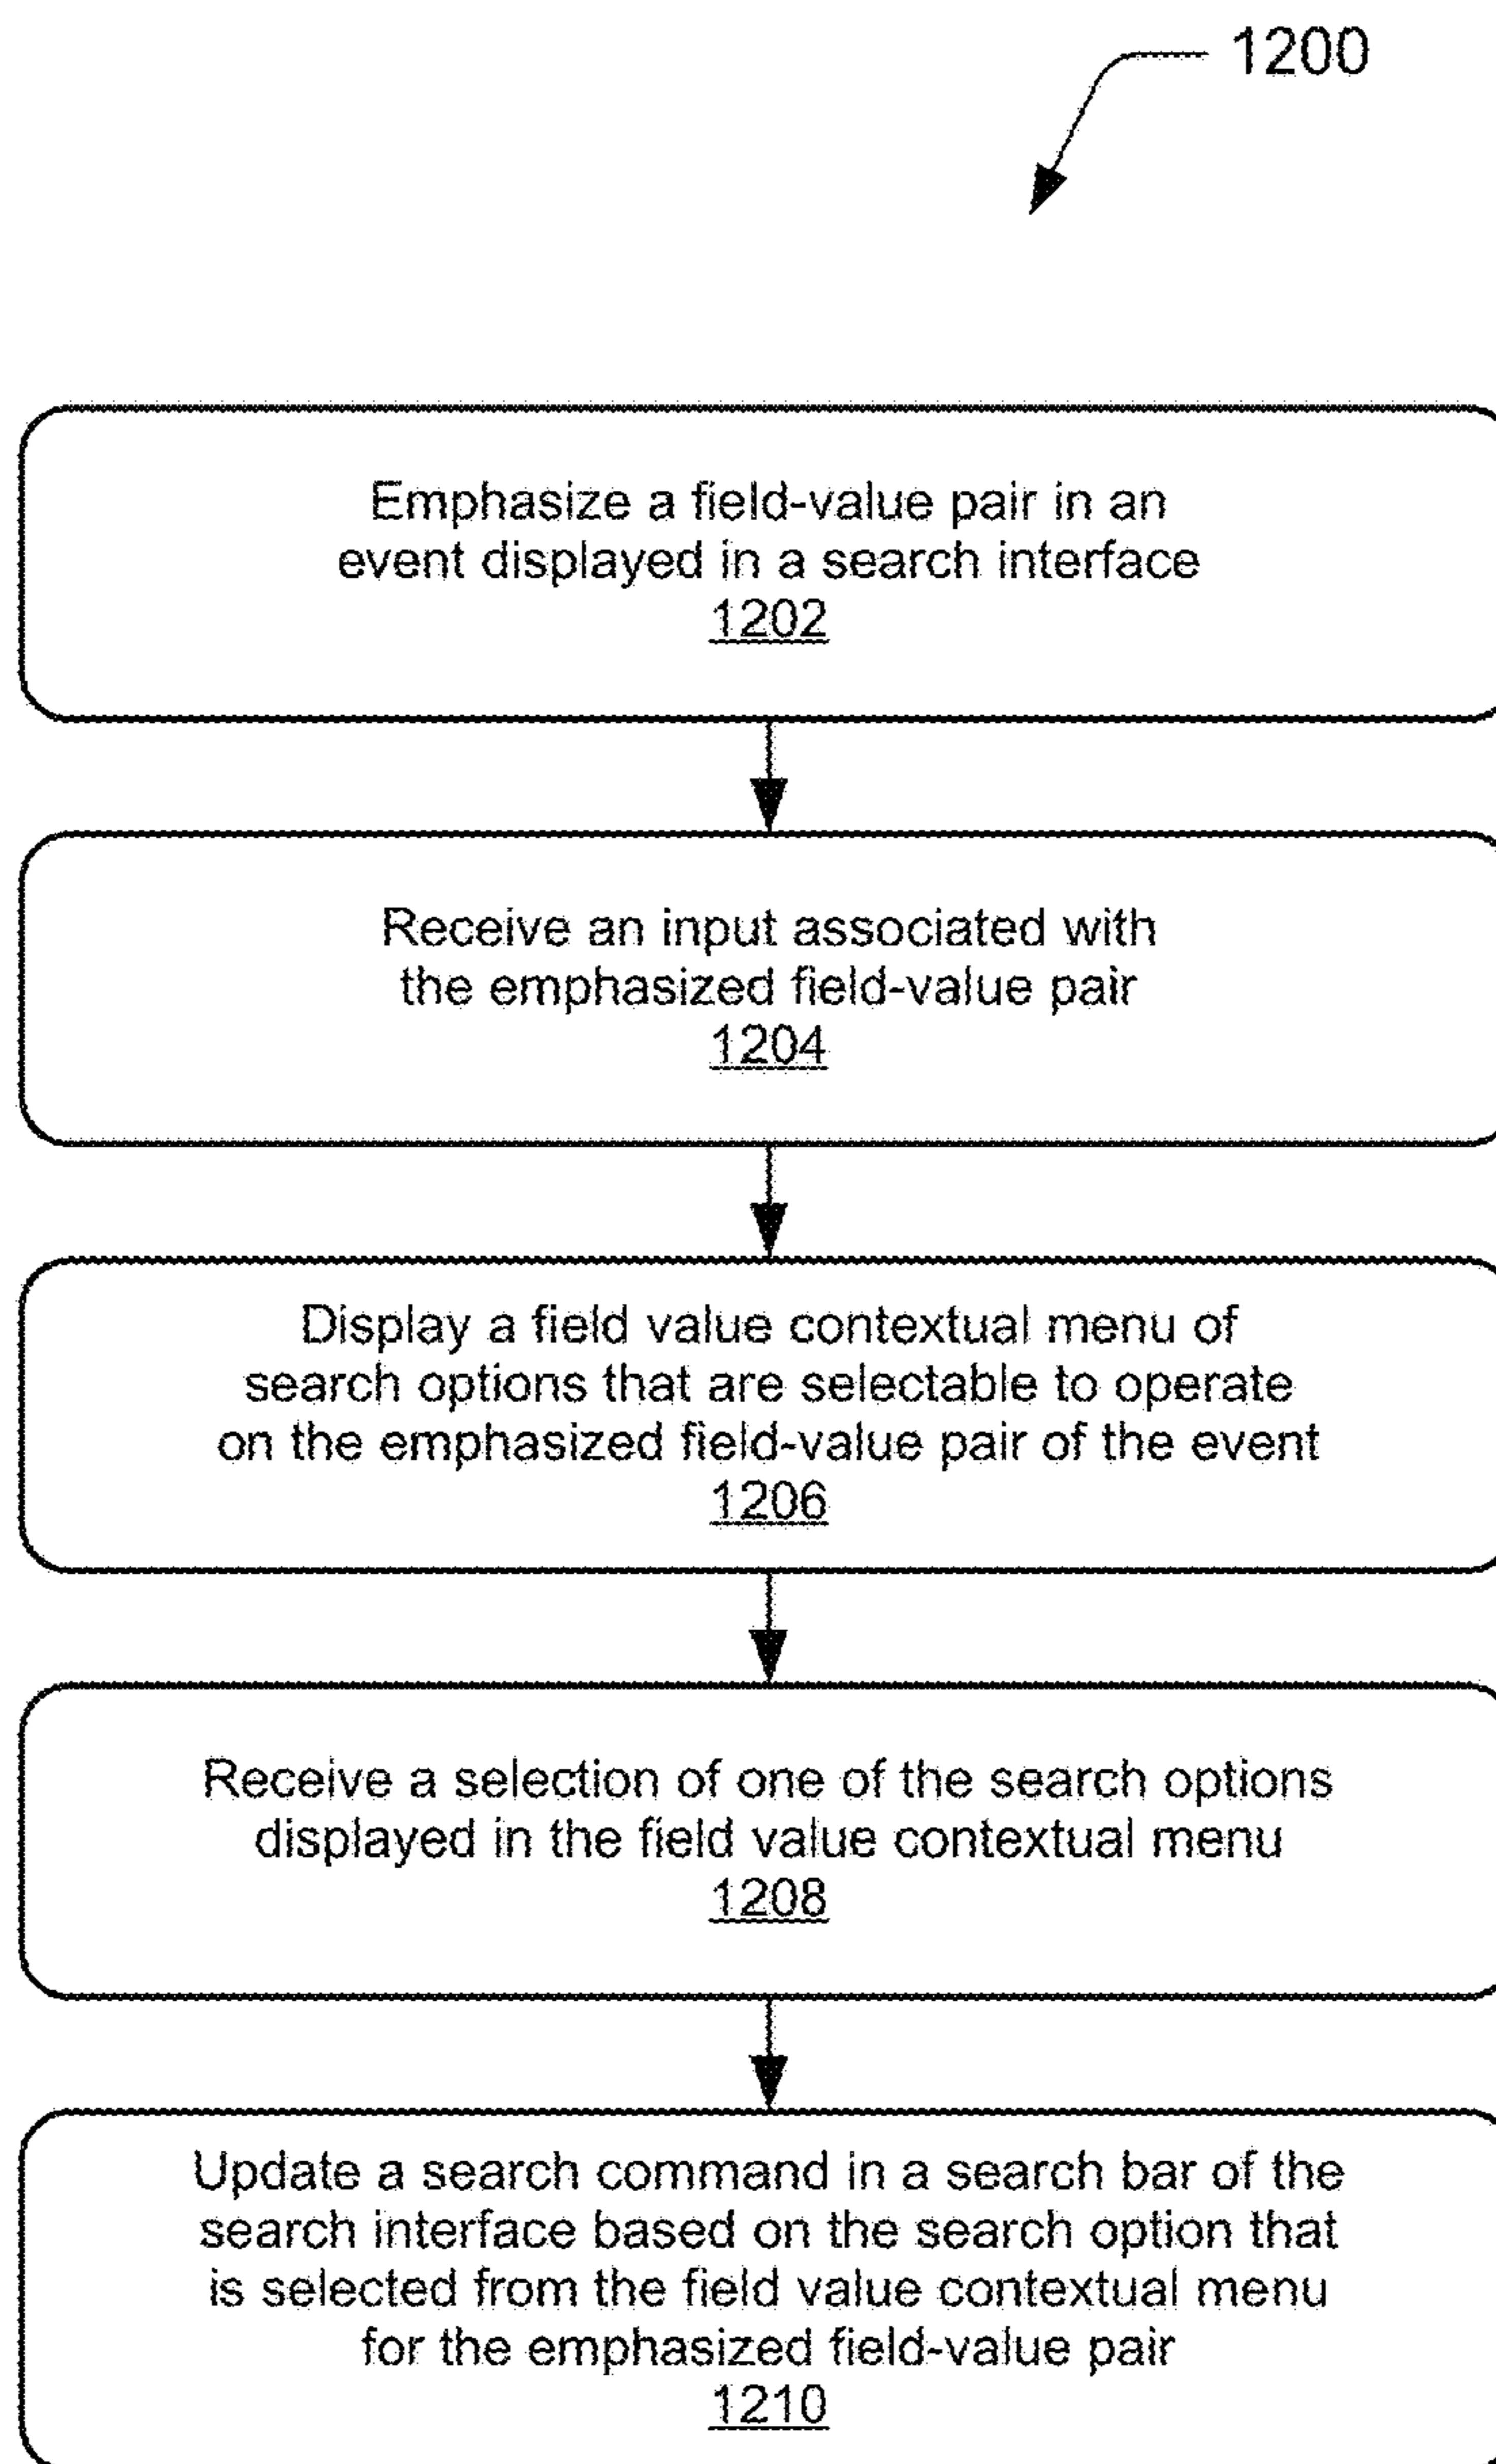 1200
Emphasize a field-value pair in an
event displayed in a search interface
1202
Receive an input associated with
the emphasized field-value pair
1204
Display a field value contextual menu of
search options that are selectable to operate
on the emphasized field-value pair of the event
1206
Receive a selection of one of the search options
displayed in the field value contextual menu
1208
Update a search command in a search bar of the
search interface based on the search option that
is selected from the field value contextual menu
for the emphasized field-value pair
1210